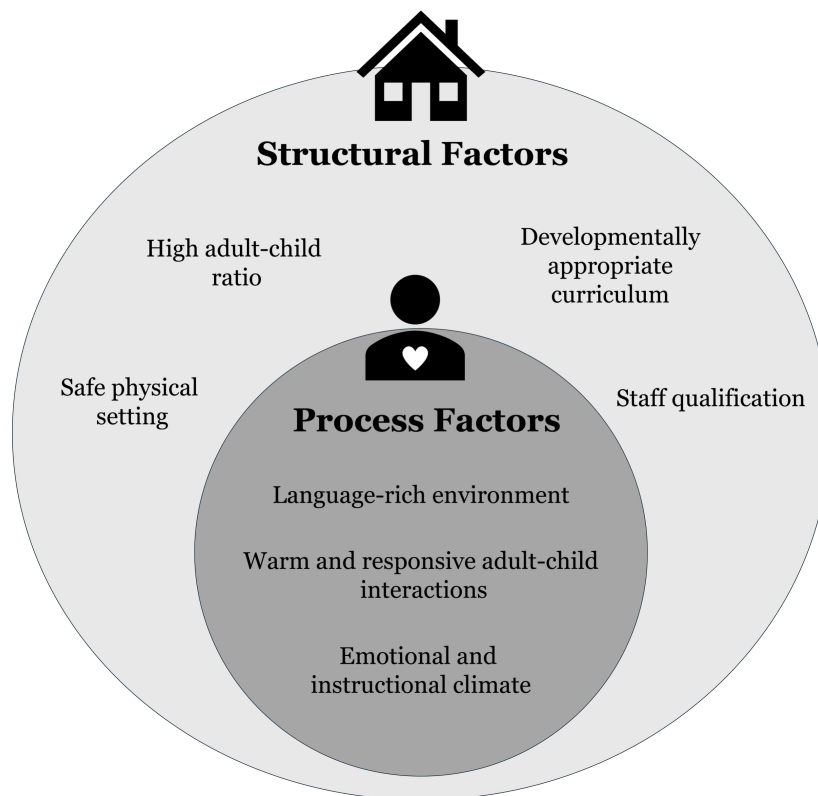 Structural Factors
High adult-child
ratio
Developmentally
appropriate
curriculum
Safe physical
setting
Staff qualification
Process Factors
Language-rich environment
Warm and responsive adult-child
interactions
Emotional and
instructional climate